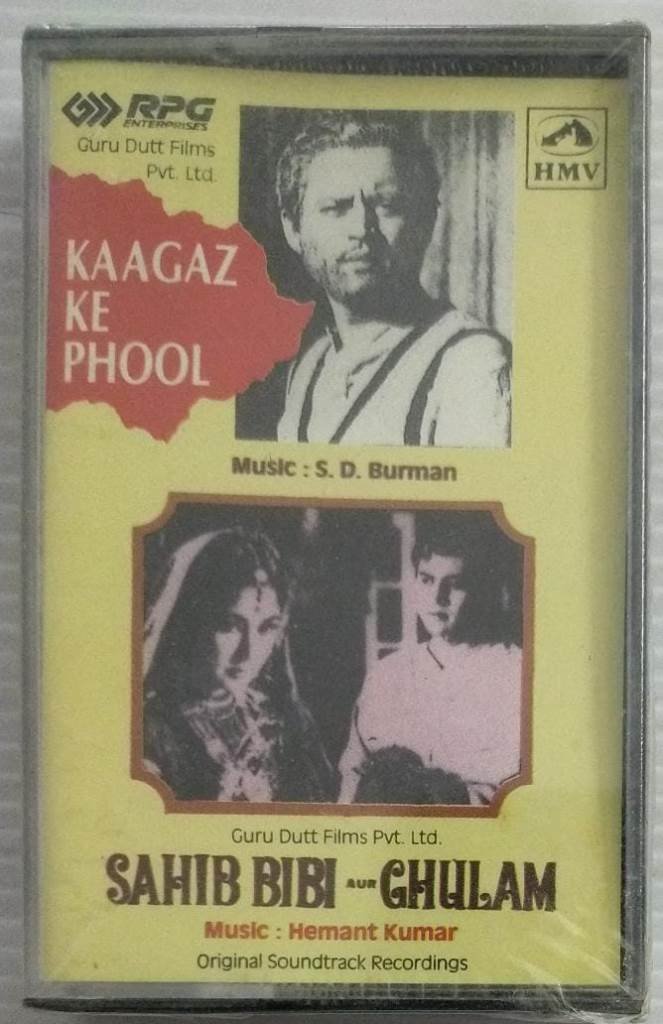 RPG
ENTERPRISES
Guru Dutt Films
Pvt. Ltd.
HMV
KAAGAZ
KE
PHOOL
Music : S. D. Burman
Guru Dutt Films Pvt. Ltd.
SAHIB BIBI AUR GHULAM
Music : Hemant Kumar
Original Soundtrack Recordings